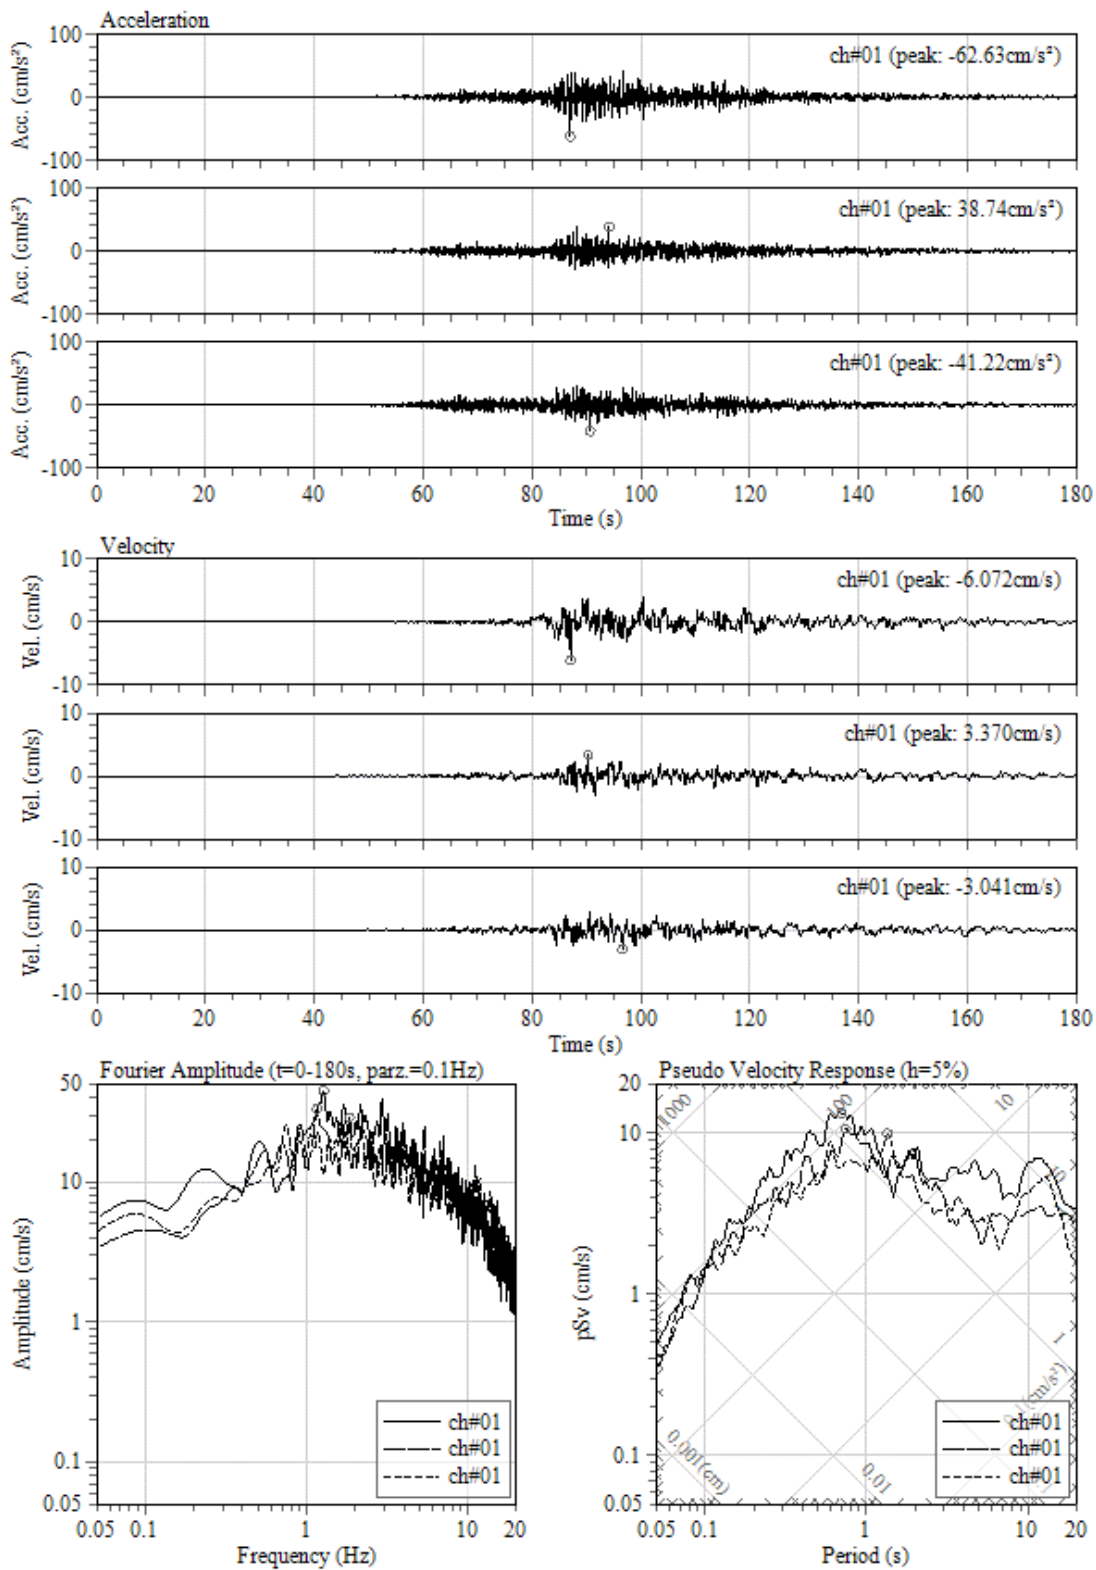 Acceleration
100
0
-100
Acc. (cm/s²)
ch#01 (peak: -62.63cm/s²)
100
0
-100
Acc. (cm/s²)
ch#01 (peak: 38.74cm/s²)
100
0
-100
Acc. (cm/s²)
ch#01 (peak: -41.22cm/s²)
0 20 40 60 80 100 120 140 160 180
Time (s)
Velocity
10
0
-10
Vel. (cm/s)
ch#01 (peak: -6.072cm/s)
10
0
-10
Vel. (cm/s)
ch#01 (peak: 3.370cm/s)
10
0
-10
Vel. (cm/s)
ch#01 (peak: -3.041cm/s)
0 20 40 60 80 100 120 140 160 180
Time (s)
Fourier Amplitude (t=0-180s, parz.=0.1Hz)
50
10
1
0.1
0.05
Amplitude (cm/s)
ch#01
ch#01
ch#01
0.05 0.1 1 10 20
Frequency (Hz)
Pseudo Velocity Response (h=5%)
20
10
1
0.1
0.05
pSv (cm/s)
1000
100
10
1
0.1(cm/s²)
0.001(cm)
0.01
ch#01
ch#01
ch#01
0.05 0.1 1 10 20
Period (s)